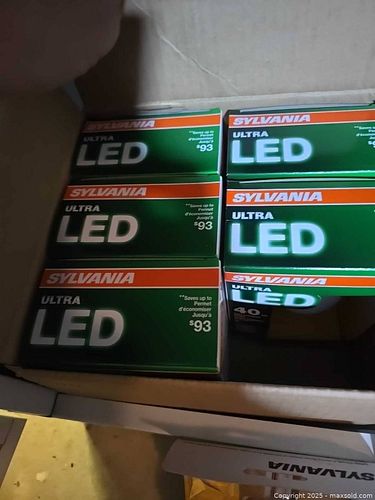 SYLVANIA
ULTRA
LED
**Saves up to
Permet
d'économiser
Jusqu'à
$93
SYLVANIA
ULTRA
LED
SYLVANIA
ULTRA
LED
**Saves up to
Permet
d'économiser
Jusqu'à
$93
SYLVANIA
ULTRA
LED
SYLVANIA
ULTRA
LED
**Saves up to
Permet
d'économiser
Jusqu'à
$93
SYLVANIA
ULTRA
LED
40
SYLVANIA
Copyright 2025 - maxsold.com